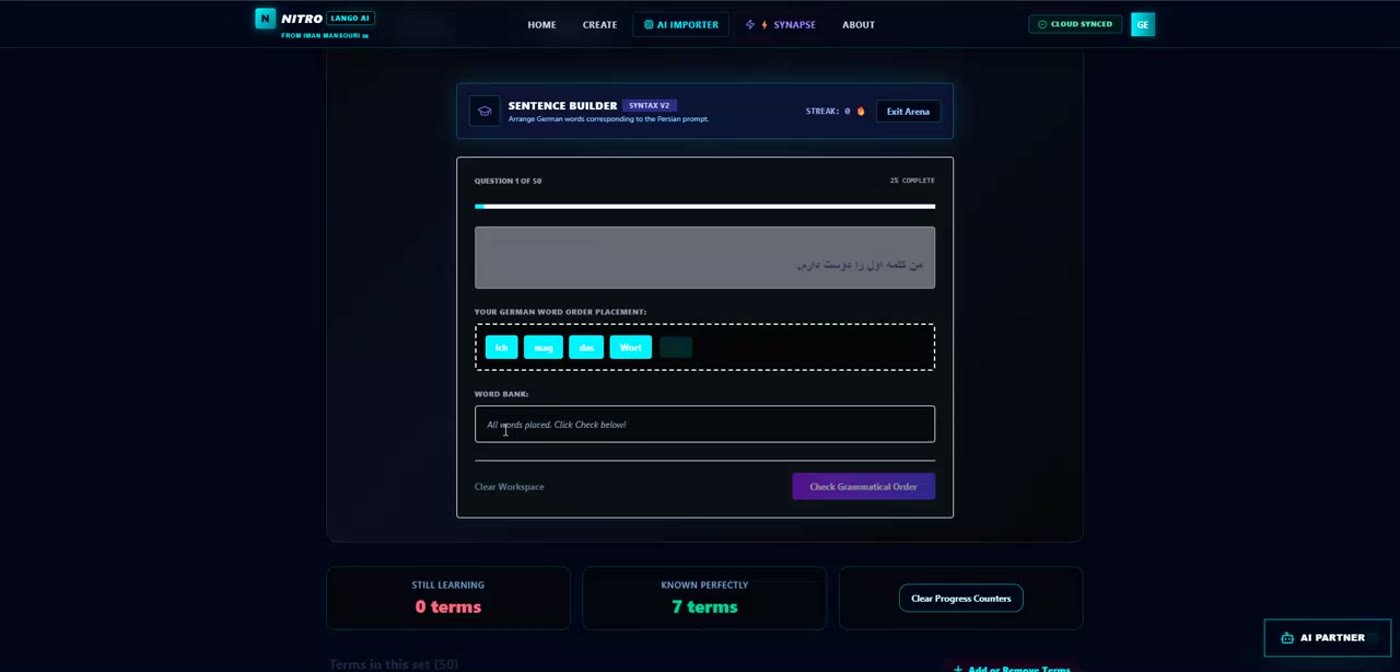 N NITRO LANGO AI
FROM IMAN MANSOURI
HOME CREATE AI IMPORTER SYNAPSE ABOUT
CLOUD SYNCED GE
SENTENCE BUILDER SYNTAX V2
Arrange German words corresponding to the Persian prompt.
STREAK: 0
Exit Arena
QUESTION 1 OF 50
2% COMPLETE
من کلمه اول را دوست دارم.
YOUR GERMAN WORD ORDER PLACEMENT:
Ich mag das Wort
WORD BANK:
All words placed. Click Check below!
Clear Workspace
Check Grammatical Order
STILL LEARNING
0 terms
KNOWN PERFECTLY
7 terms
Clear Progress Counters
AI PARTNER
Terms in this set (50)
+ Add or Remove Terms